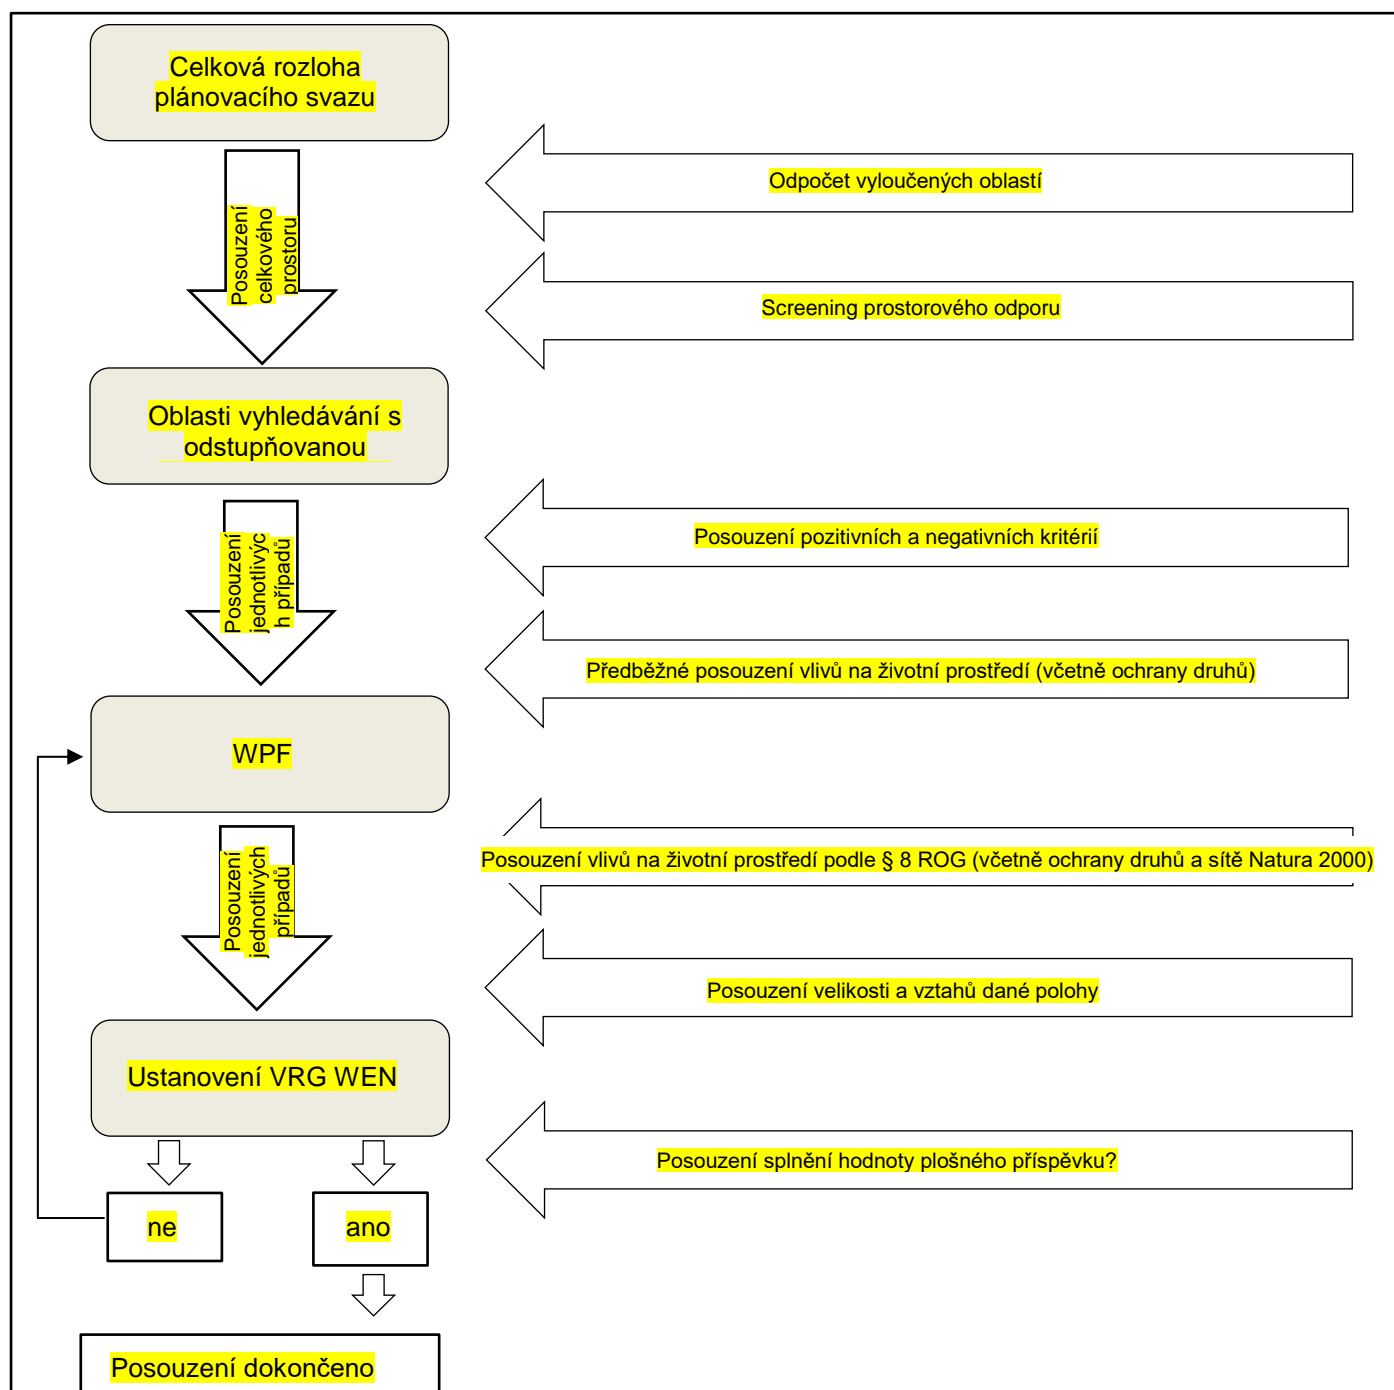 Celková rozloha
plánovacího svazu
Odpočet vyloučených oblastí
Posouzení
celkového
prostoru
Screening prostorového odporu
Oblasti vyhledávání s
odstupňovanou
Posouzení
jednotlivýc
h případů
Posouzení pozitivních a negativních kritérií
Předběžné posouzení vlivů na životní prostředí (včetně ochrany druhů)
WPF
Posouzení
jednotlivých
případů
Posouzení vlivů na životní prostředí podle § 8 ROG (včetně ochrany druhů a sítě Natura 2000)
Posouzení velikosti a vztahů dané polohy
Ustanovení VRG WEN
Posouzení splnění hodnoty plošného příspěvku?
ne
ano
Posouzení dokončeno